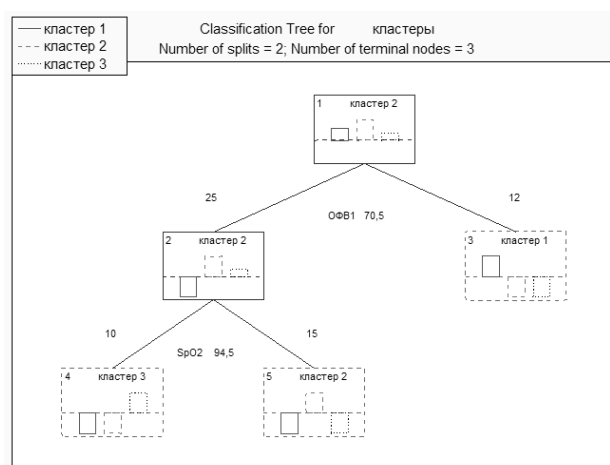 кластер 1
кластер 2
кластер 3
Classification Tree for кластеры
Number of splits = 2; Number of terminal nodes = 3
1 кластер 2
25
12
ОФВ1 70,5
2 кластер 2
3 кластер 1
10
15
SpO2 94,5
4 кластер 3
5 кластер 2